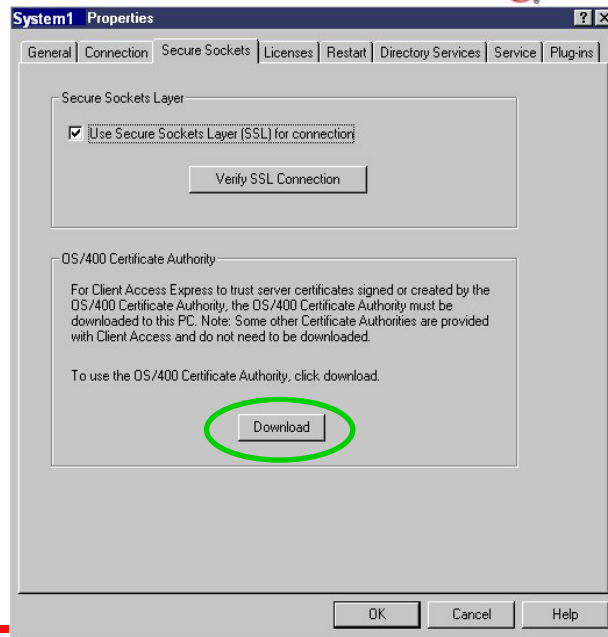 System1 Properties
General Connection Secure Sockets Licenses Restart Directory Services Service Plug-ins
Secure Sockets Layer
Use Secure Sockets Layer (SSL) for connection
Verify SSL Connection
OS/400 Certificate Authority
For Client Access Express to trust server certificates signed or created by the
OS/400 Certificate Authority, the OS/400 Certificate Authority must be
downloaded to this PC. Note: Some other Certificate Authorities are provided
with Client Access and do not need to be downloaded.
To use the OS/400 Certificate Authority, click download.
Download
OK Cancel Help